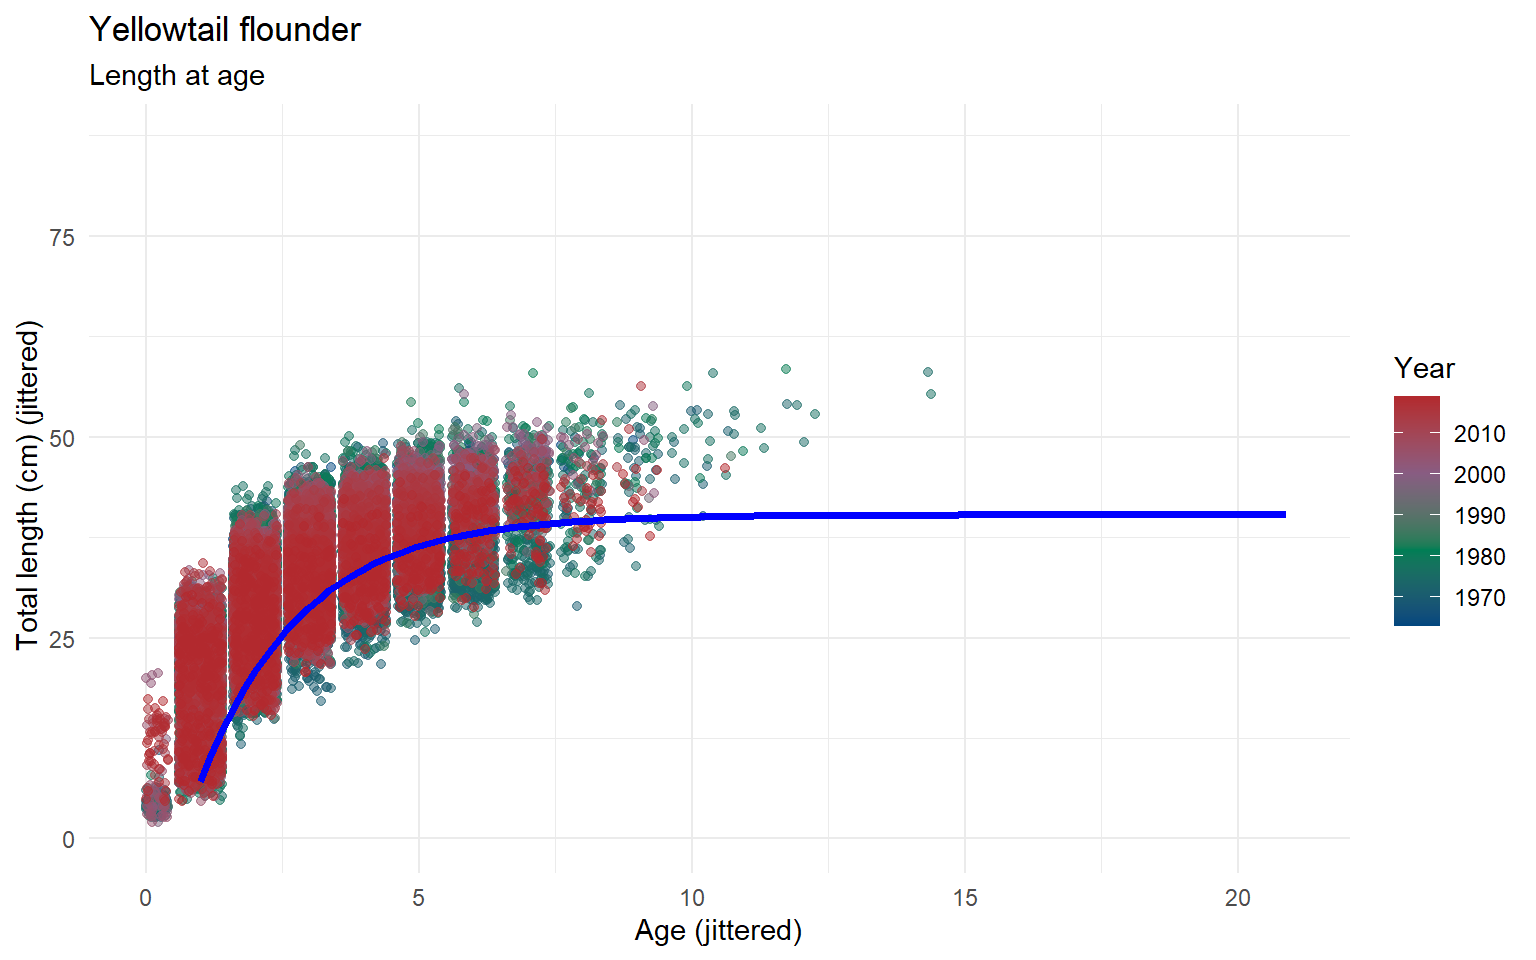 Yellowtail flounder
Length at age
Total length (cm) (jittered)
75
50
25
0
0
5
10
15
20
Age (jittered)
Year
2010
2000
1990
1980
1970